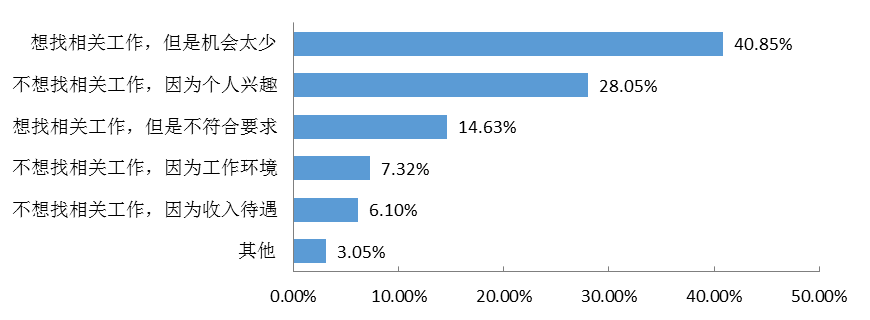 想找相关工作，但是机会太少 40.85%
不想找相关工作，因为个人兴趣 28.05%
想找相关工作，但是不符合要求 14.63%
不想找相关工作，因为工作环境 7.32%
不想找相关工作，因为收入待遇 6.10%
其他 3.05%
0.00% 10.00% 20.00% 30.00% 40.00% 50.00%